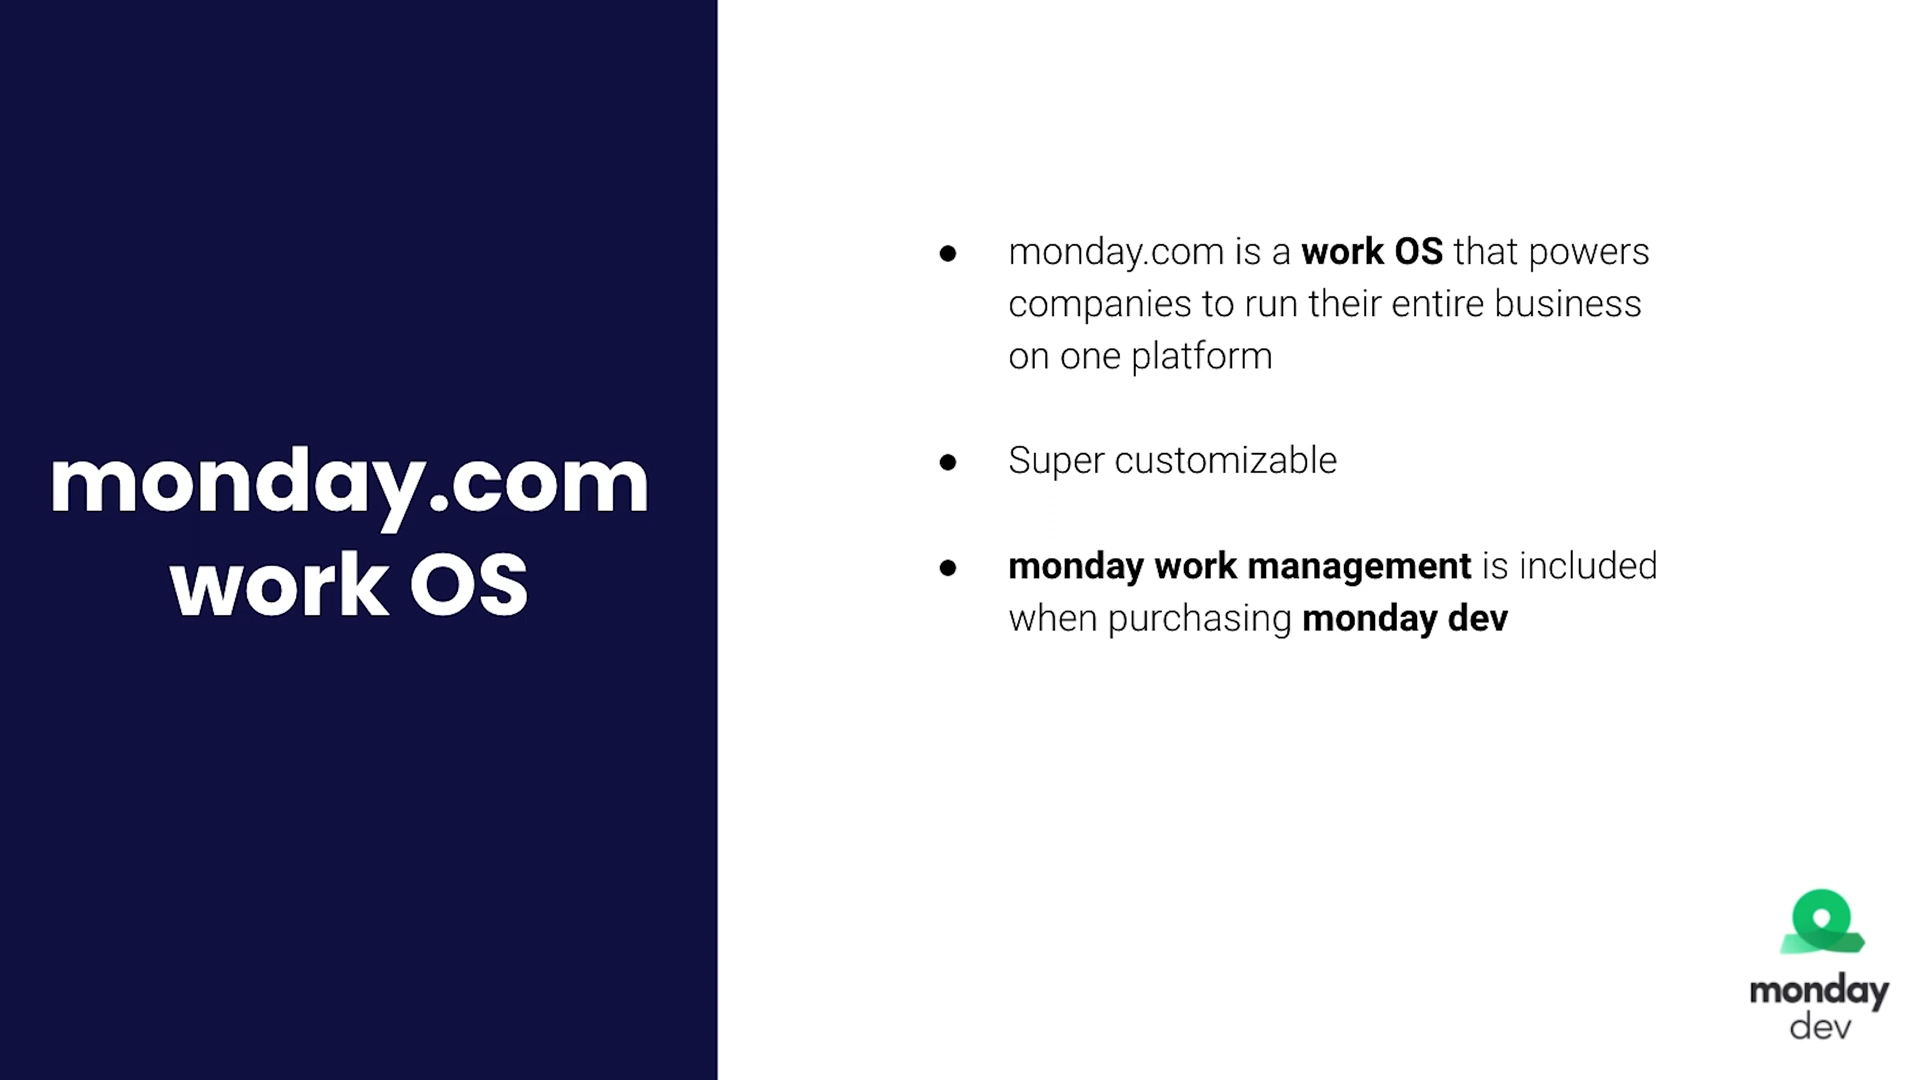 monday.com
work OS
● monday.com is a work OS that powers
companies to run their entire business
on one platform
● Super customizable
● monday work management is included
when purchasing monday dev
monday
dev